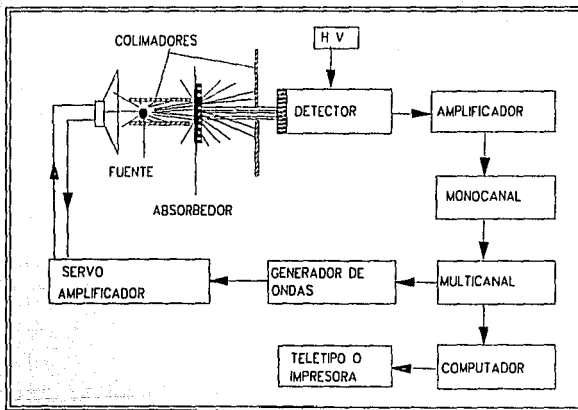 H V
COLIMADORES
DETECTOR
AMPLIFICADOR
FUENTE
ABSORBEDOR
MONOCANAL
SERVO
AMPLIFICADOR
GENERADOR DE
ONDAS
MULTICANAL
TELETIPO O
IMPRESORA
COMPUTADOR